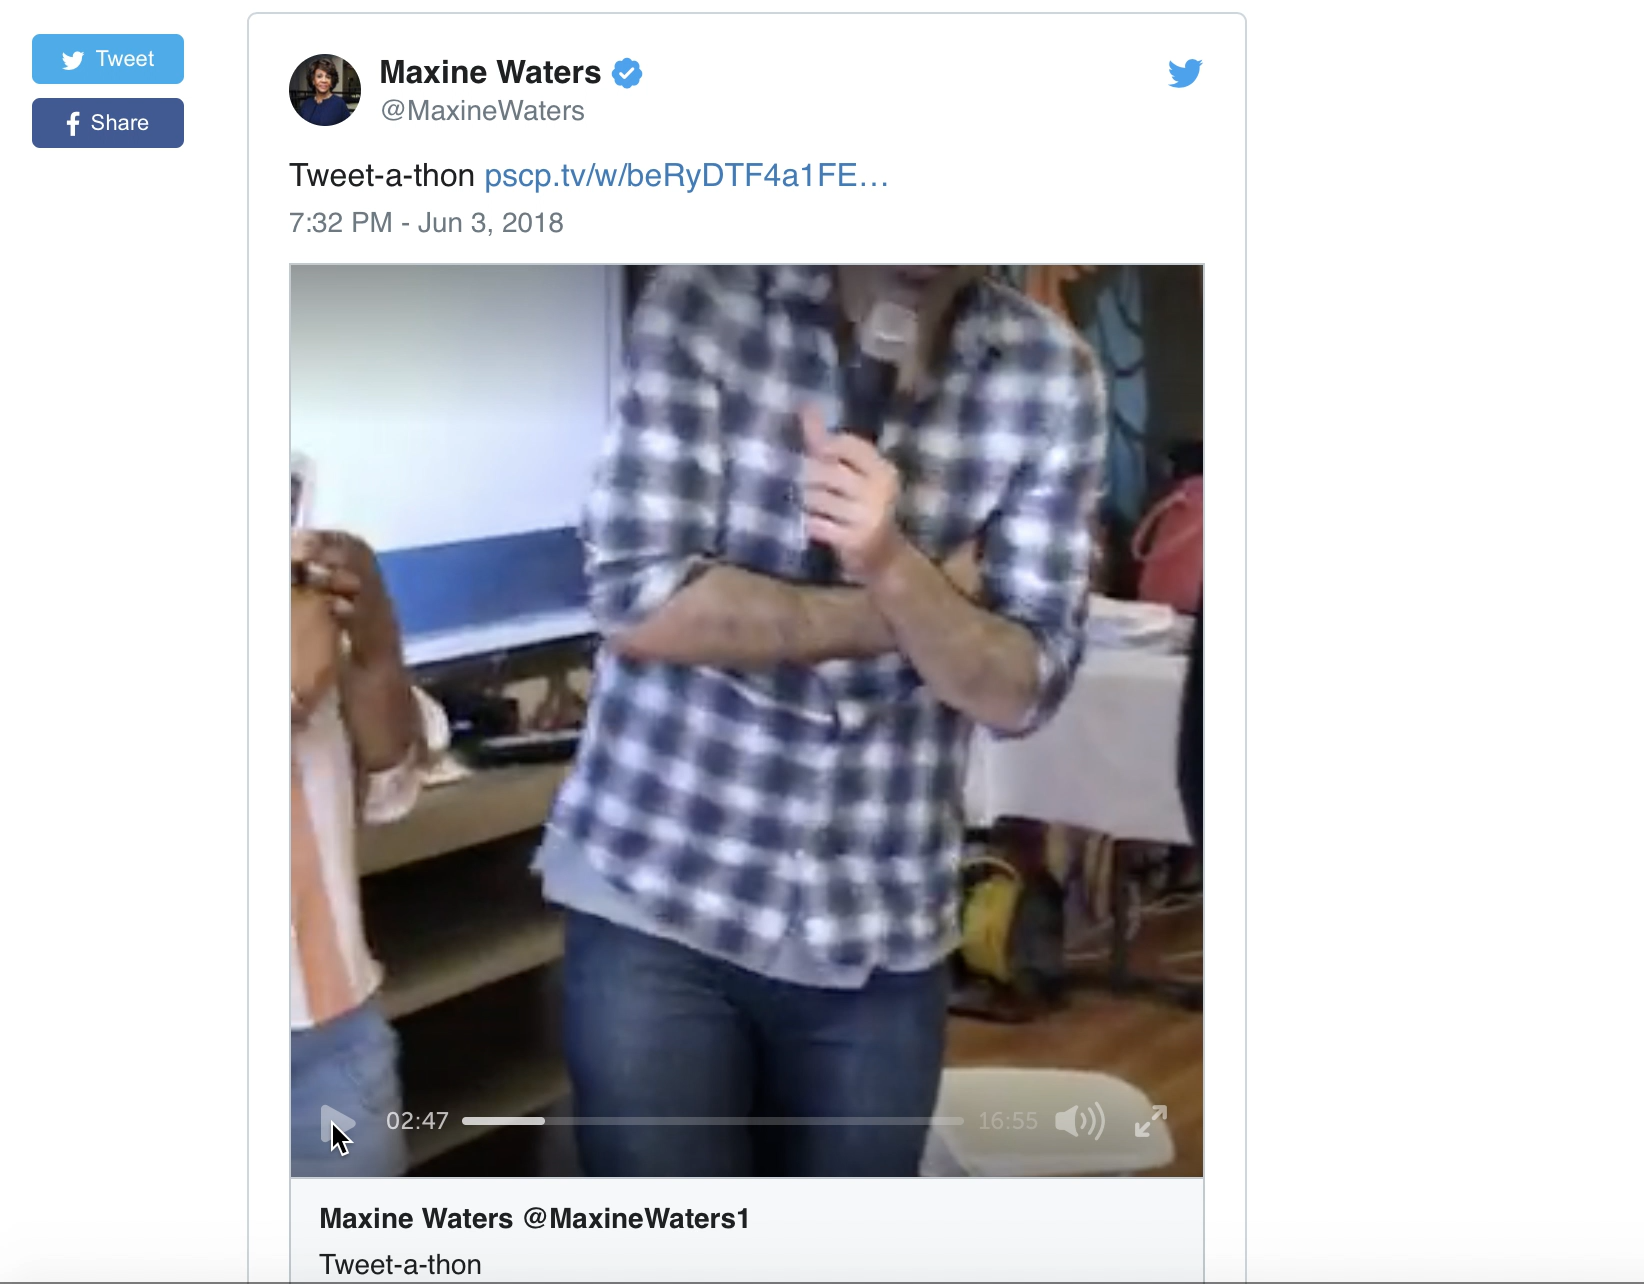 Tweet
Share
Maxine Waters
@MaxineWaters
Tweet-a-thon pscp.tv/w/beRyDTF4a1FE…
7:32 PM - Jun 3, 2018
02:47
16:55
Maxine Waters @MaxineWaters1
Tweet-a-thon